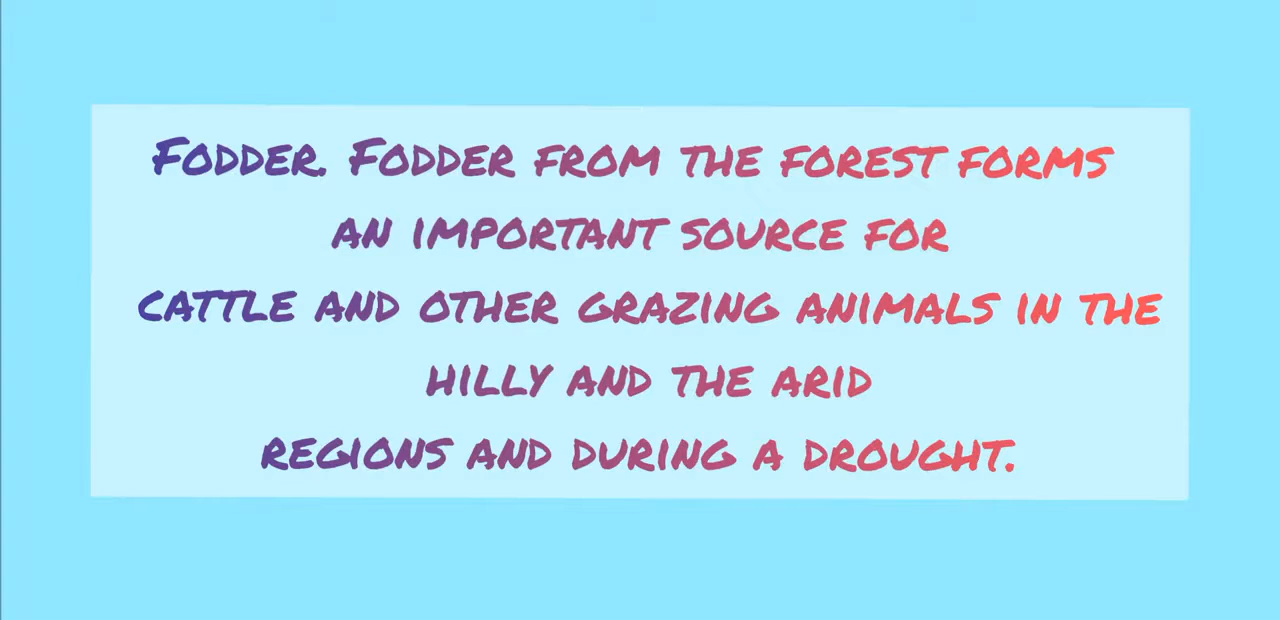 Fodder. Fodder from the forest forms
an important source for
cattle and other grazing animals in the
hilly and the arid
regions and during a drought.